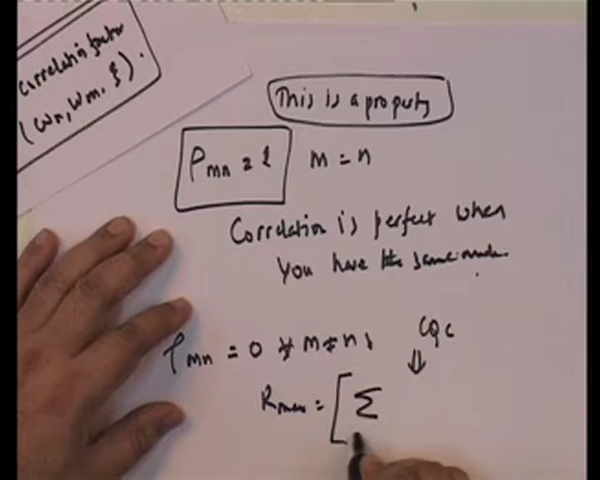 Correlation factor
(ωn, ωm, ξ).
This is a property
ρmn = 1 m = n
Correlation is perfect when
you have the same mode.
ρmn = 0 ∀ m ≠ n,
CQC
⇓
Rmax = [ Σ